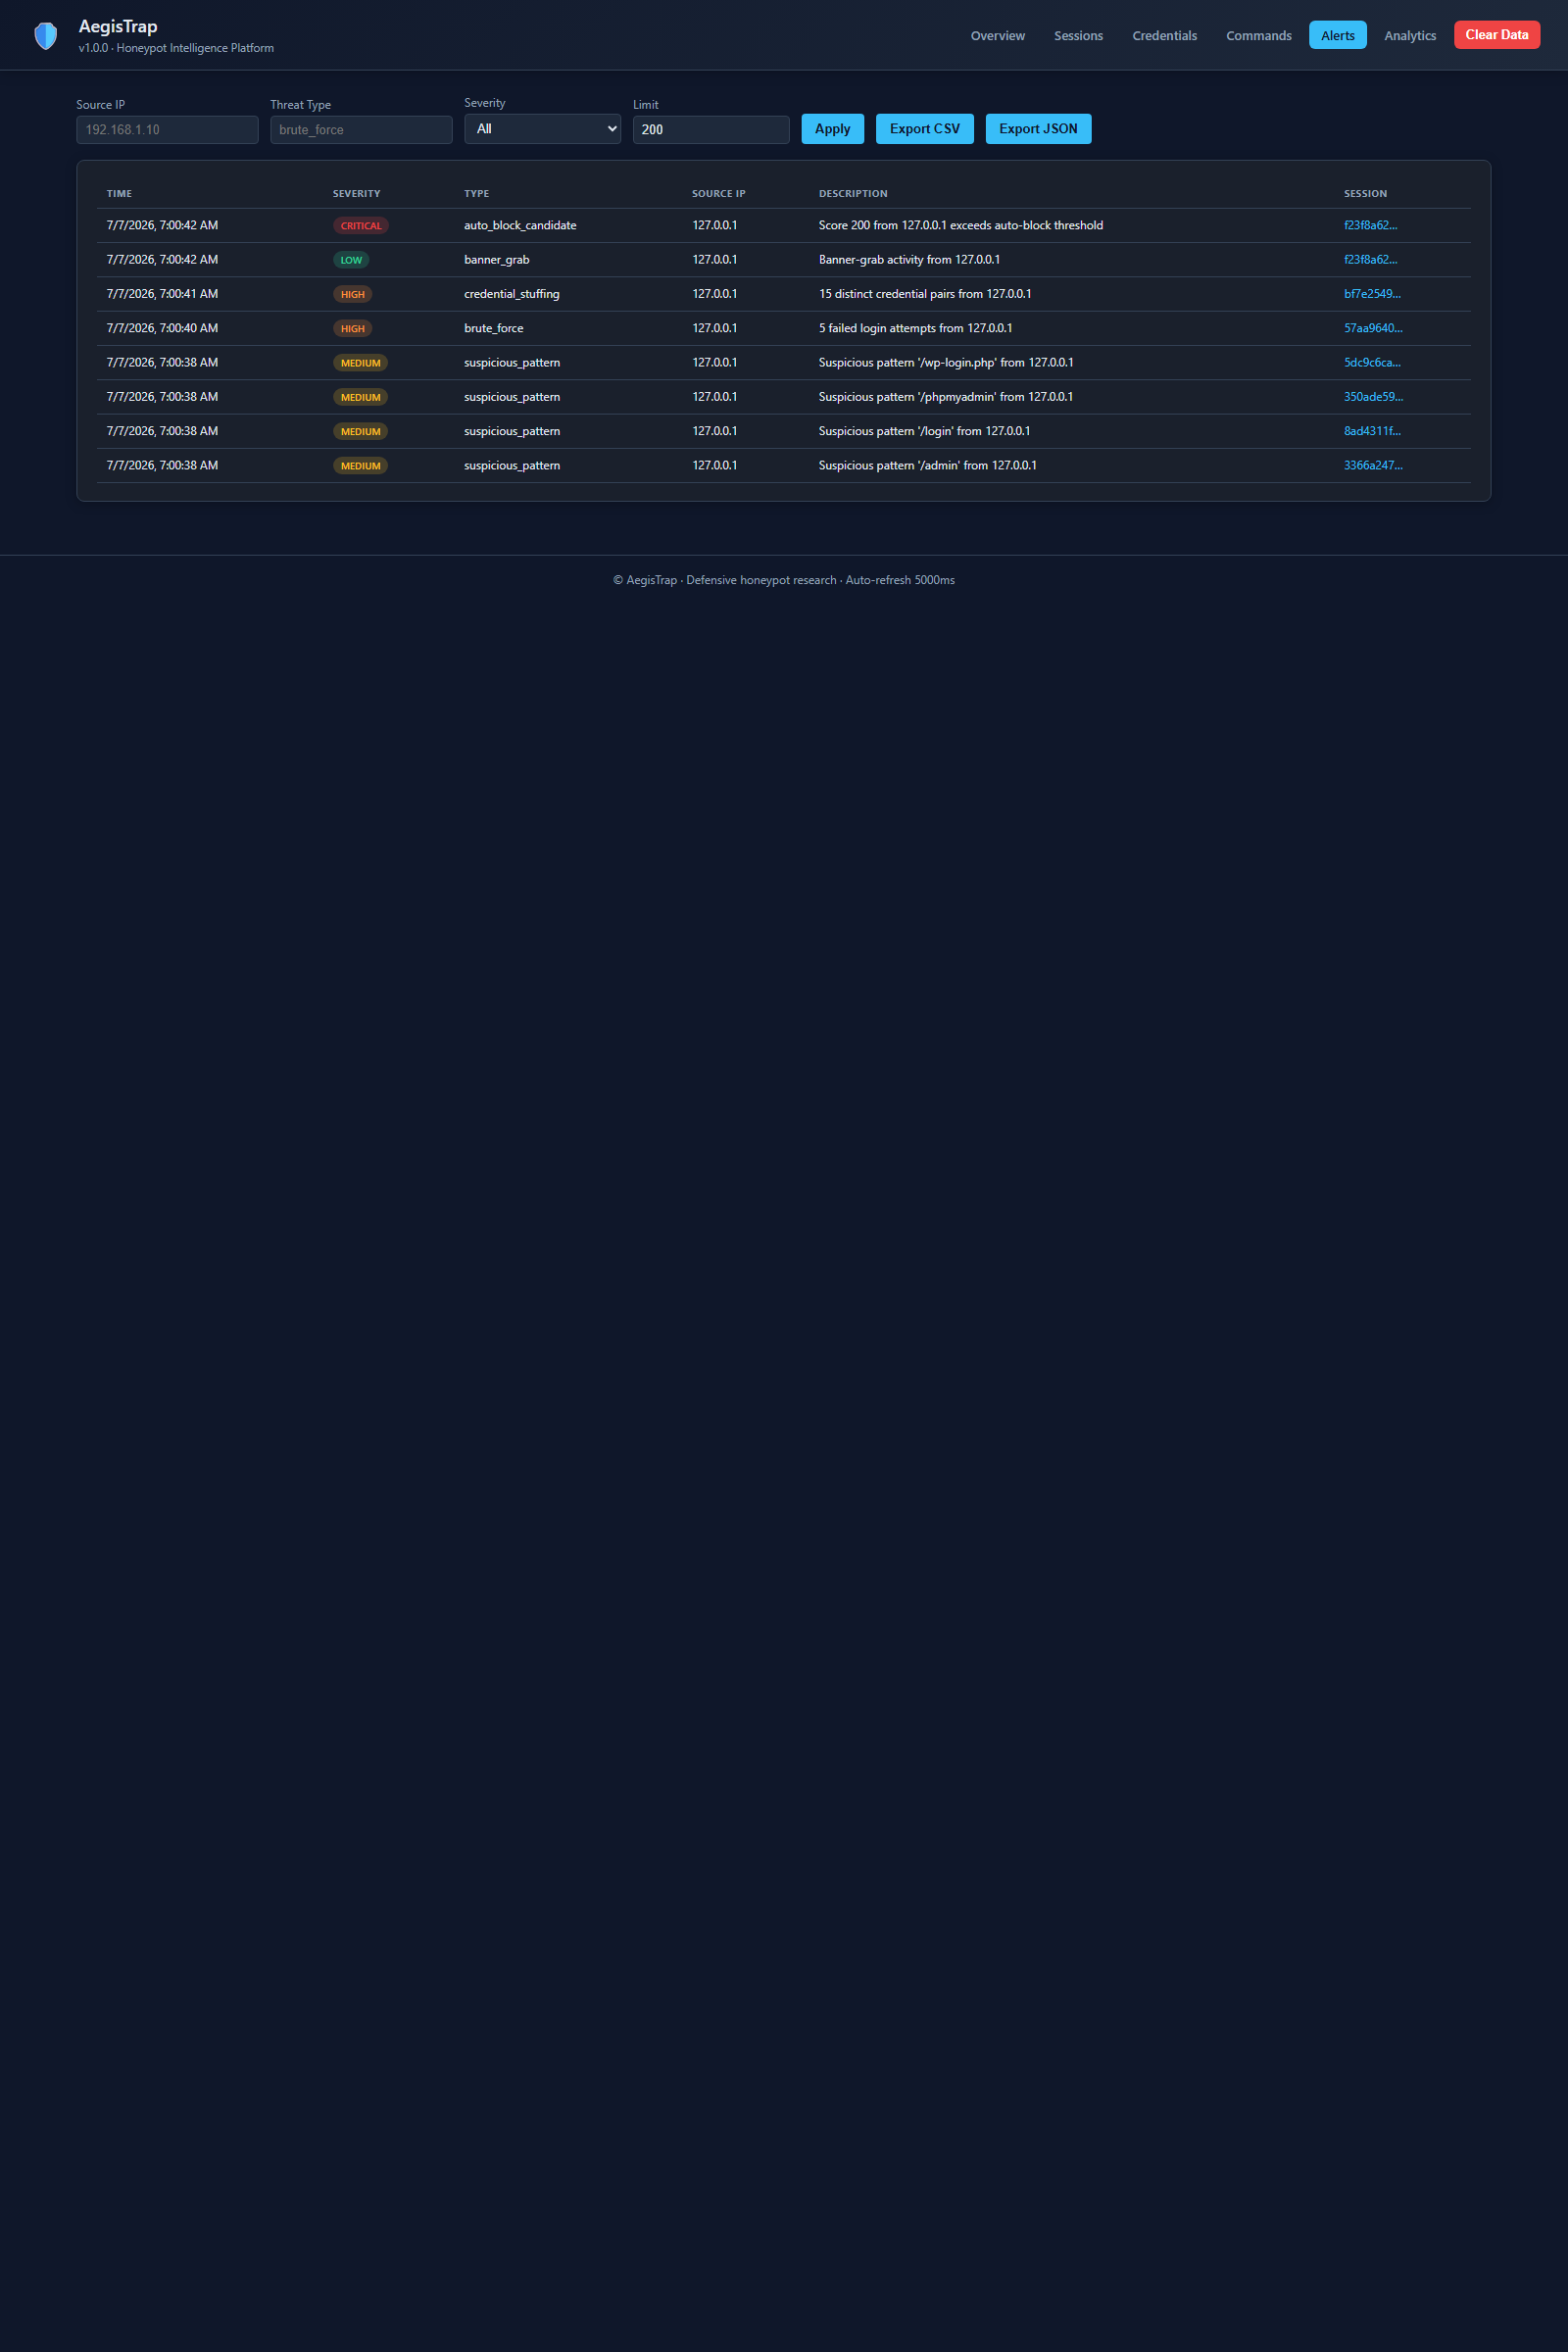 AegisTrap
v1.0.0 · Honeypot Intelligence Platform
Overview Sessions Credentials Commands Alerts Analytics Clear Data
Source IP Threat Type Severity Limit
192.168.1.10 brute_force All 200 Apply Export CSV Export JSON
TIME SEVERITY TYPE SOURCE IP DESCRIPTION SESSION
7/7/2026, 7:00:42 AM CRITICAL auto_block_candidate 127.0.0.1 Score 200 from 127.0.0.1 exceeds auto-block threshold f23f8a62...
7/7/2026, 7:00:42 AM LOW banner_grab 127.0.0.1 Banner-grab activity from 127.0.0.1 f23f8a62...
7/7/2026, 7:00:41 AM HIGH credential_stuffing 127.0.0.1 15 distinct credential pairs from 127.0.0.1 bf7e2549...
7/7/2026, 7:00:40 AM HIGH brute_force 127.0.0.1 5 failed login attempts from 127.0.0.1 57aa9640...
7/7/2026, 7:00:38 AM MEDIUM suspicious_pattern 127.0.0.1 Suspicious pattern '/wp-login.php' from 127.0.0.1 5dc9c6ca...
7/7/2026, 7:00:38 AM MEDIUM suspicious_pattern 127.0.0.1 Suspicious pattern '/phpmyadmin' from 127.0.0.1 350ade59...
7/7/2026, 7:00:38 AM MEDIUM suspicious_pattern 127.0.0.1 Suspicious pattern '/login' from 127.0.0.1 8ad4311f...
7/7/2026, 7:00:38 AM MEDIUM suspicious_pattern 127.0.0.1 Suspicious pattern '/admin' from 127.0.0.1 3366a247...
© AegisTrap · Defensive honeypot research · Auto-refresh 5000ms